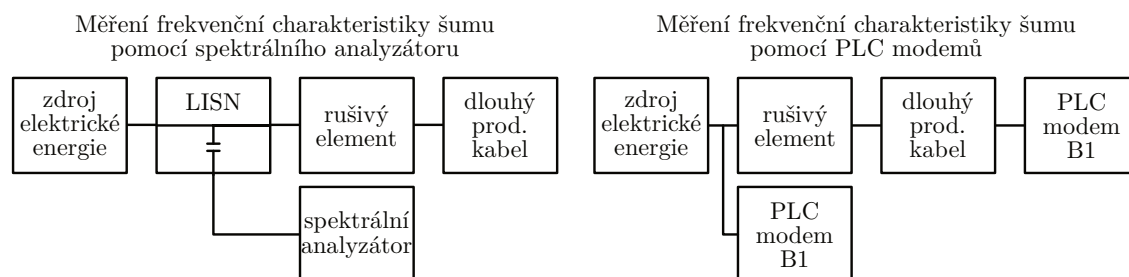 Měření frekvenční charakteristiky šumu
pomocí spektrálního analyzátoru
zdroj
elektrické
energie
LISN
rušivý
element
dlouhý
prod.
kabel
spektrální
analyzátor
Měření frekvenční charakteristiky šumu
pomocí PLC modemů
zdroj
elektrické
energie
rušivý
element
dlouhý
prod.
kabel
PLC
modem
B1
PLC
modem
B1